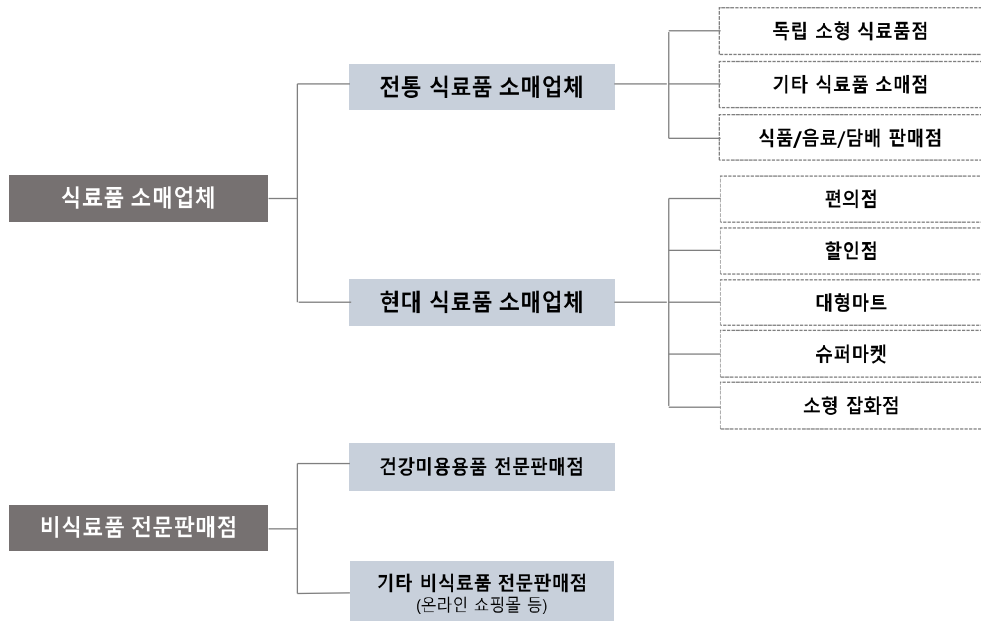 식료품 소매업체
전통 식료품 소매업체
독립 소형 식료품점
기타 식료품 소매점
식품/음료/담배 판매점
현대 식료품 소매업체
편의점
할인점
대형마트
슈퍼마켓
소형 잡화점
비식료품 전문판매점
건강미용용품 전문판매점
기타 비식료품 전문판매점
(온라인 쇼핑몰 등)